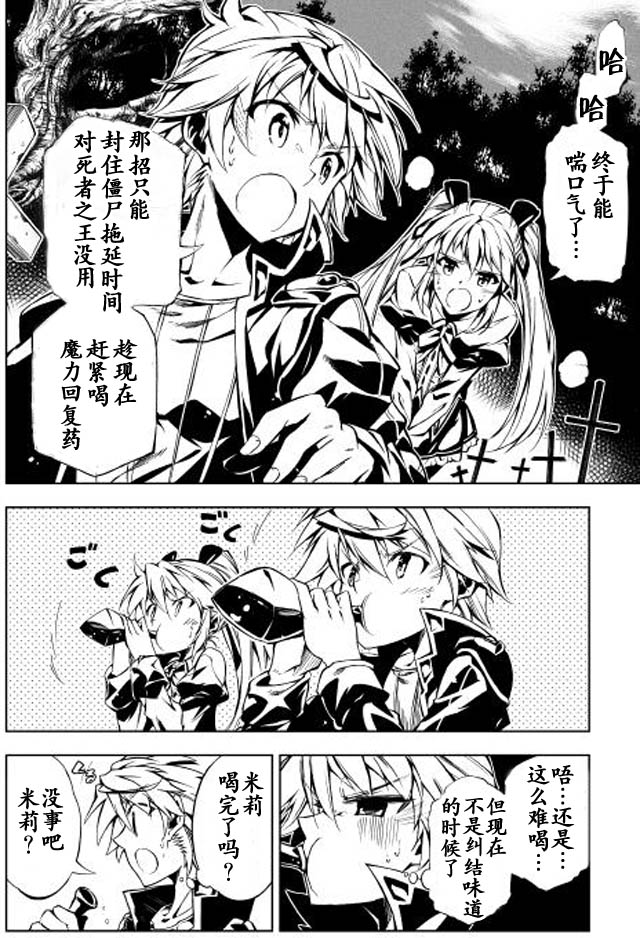 哈
哈
终于能
喘口气了…
那招只能
封住僵尸拖延时间
对死者之王没用
趁现在
赶紧喝
魔力回复药
ごく
ごく
唔…还是…
这么难喝…
但现在
不是纠结味道
的时候了
米莉
喝完了吗？
没事吧
米莉？